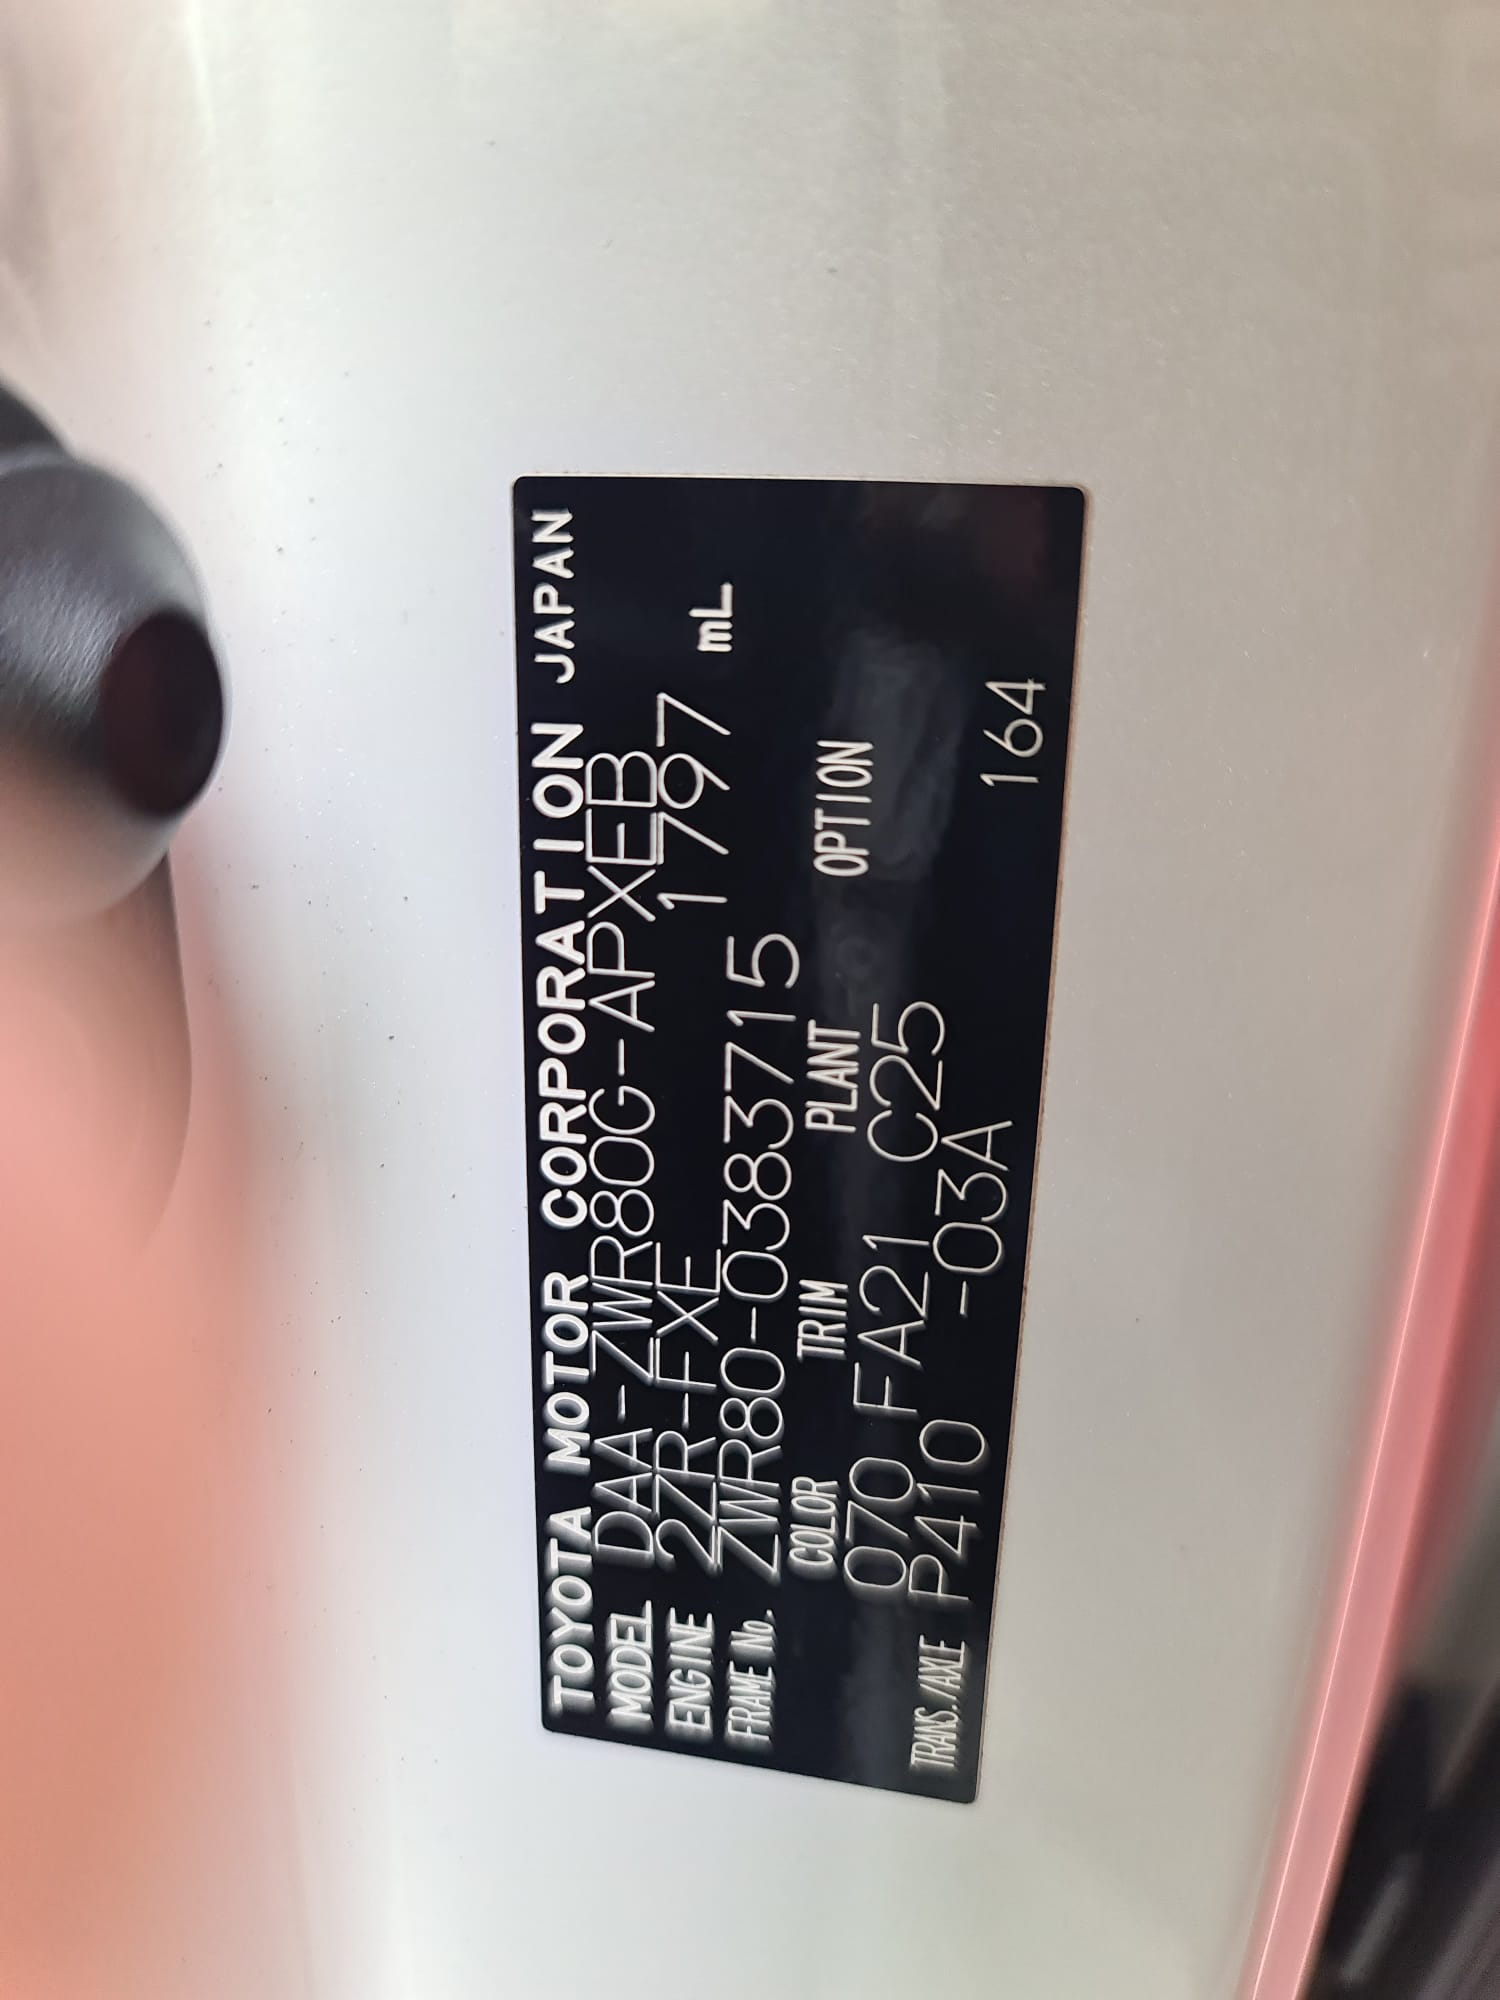 TOYOTA MOTOR CORPORATION JAPAN
MODEL DAA-ZWR80G-APXEB
ENGINE 2ZR-FXE 1797 mL
FRAME No. ZWR80-0383715
COLOR TRIM PLANT OPTION
070 FA21 C25
TRANS./AXLE P410 -03A 164